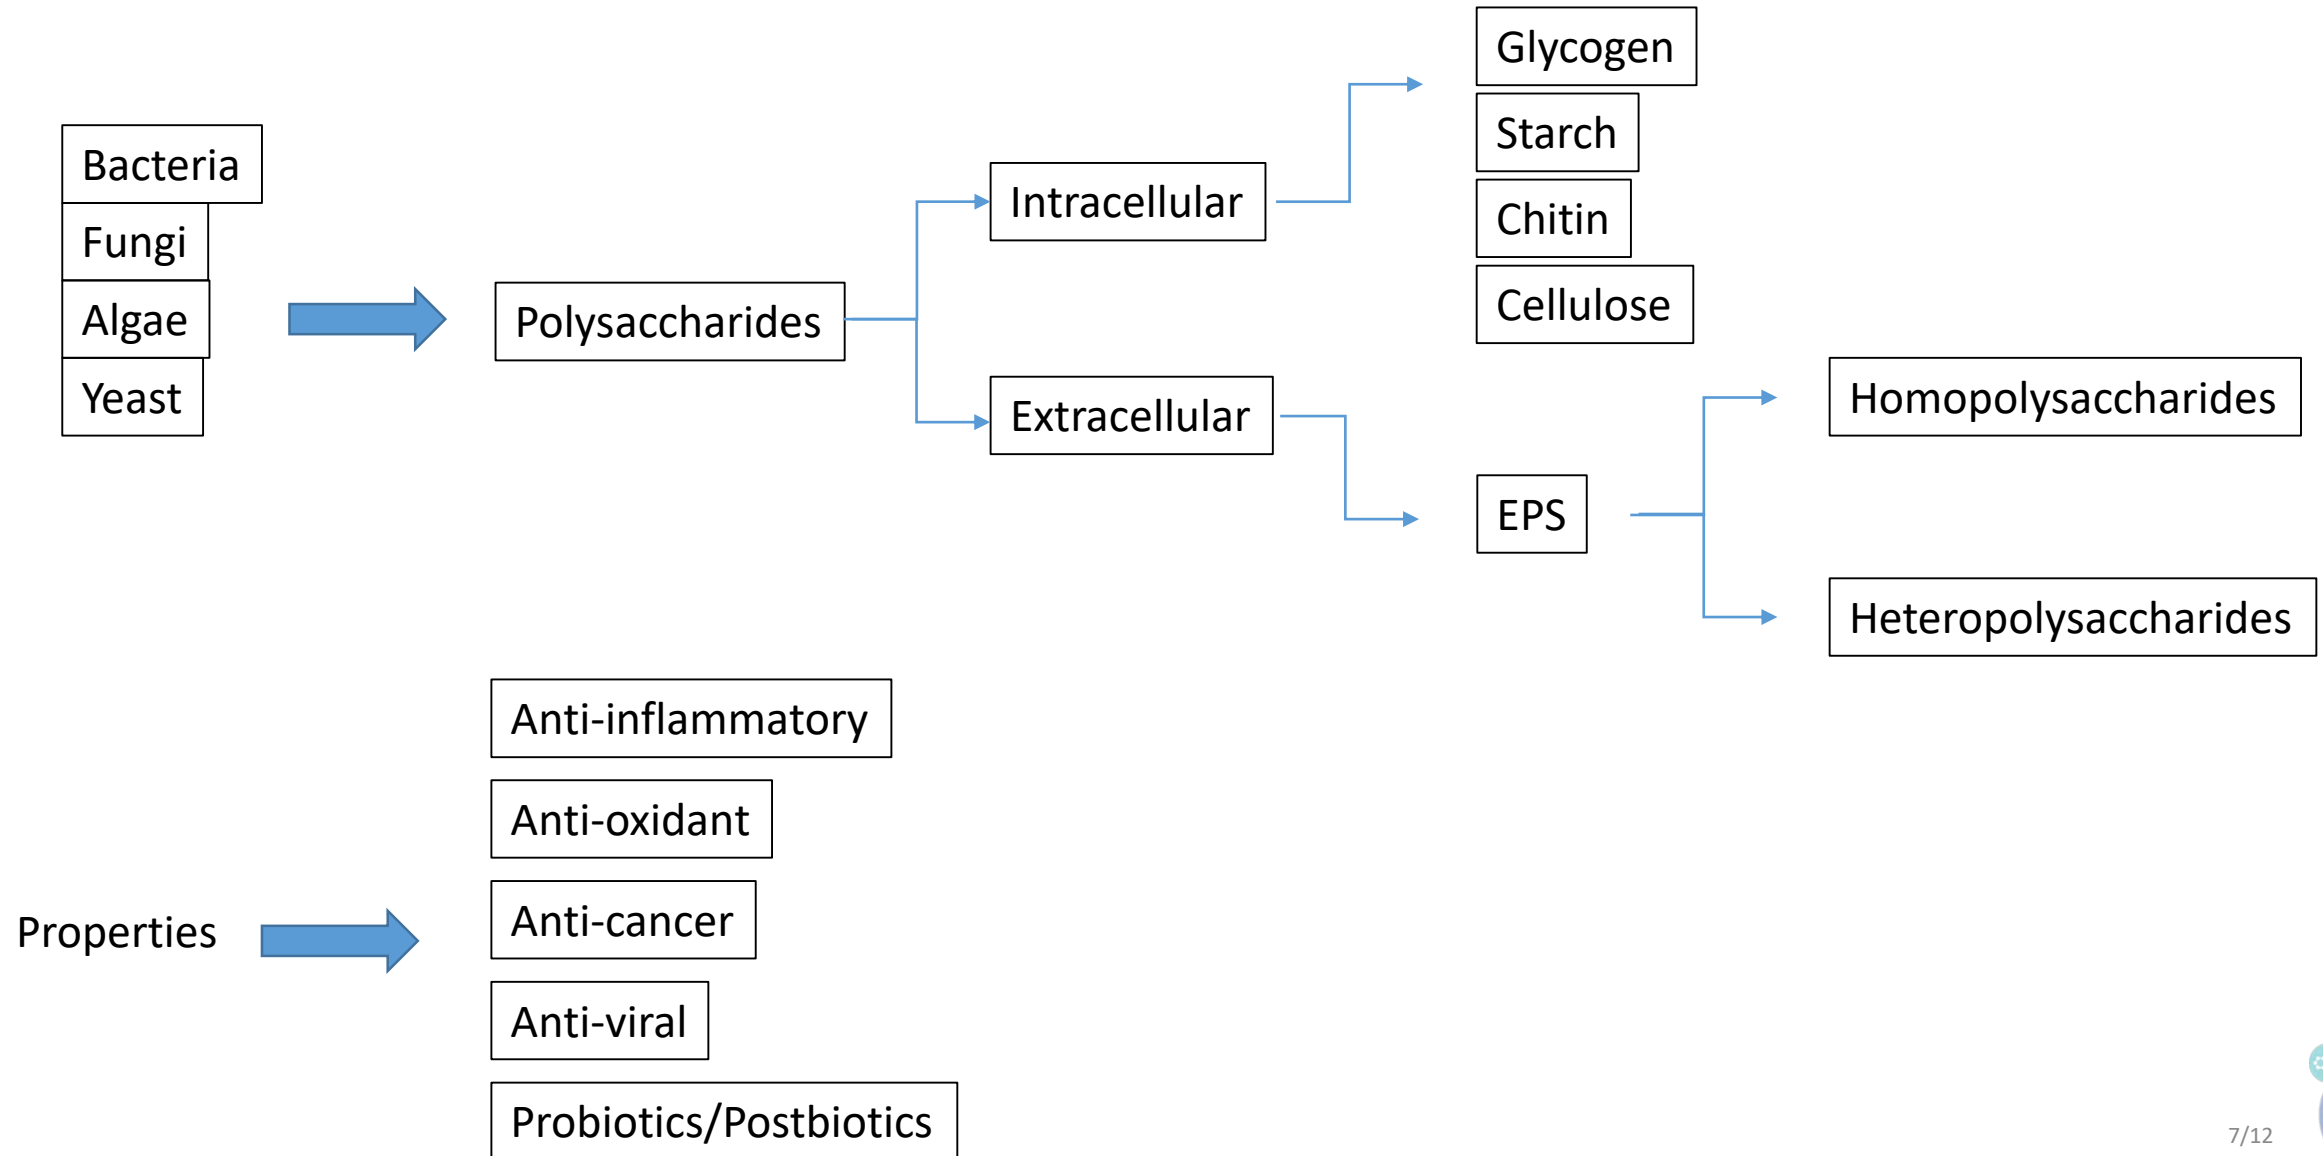 Bacteria
Fungi
Algae
Yeast
Polysaccharides
Intracellular
Extracellular
Glycogen
Starch
Chitin
Cellulose
EPS
Homopolysaccharides
Heteropolysaccharides
Properties
Anti-inflammatory
Anti-oxidant
Anti-cancer
Anti-viral
Probiotics/Postbiotics
7/12